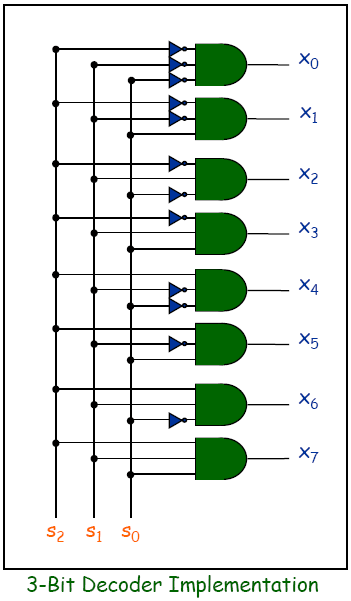 x₀
x₁
x₂
x₃
x₄
x₅
x₆
x₇
s₂ s₁ s₀
3-Bit Decoder Implementation